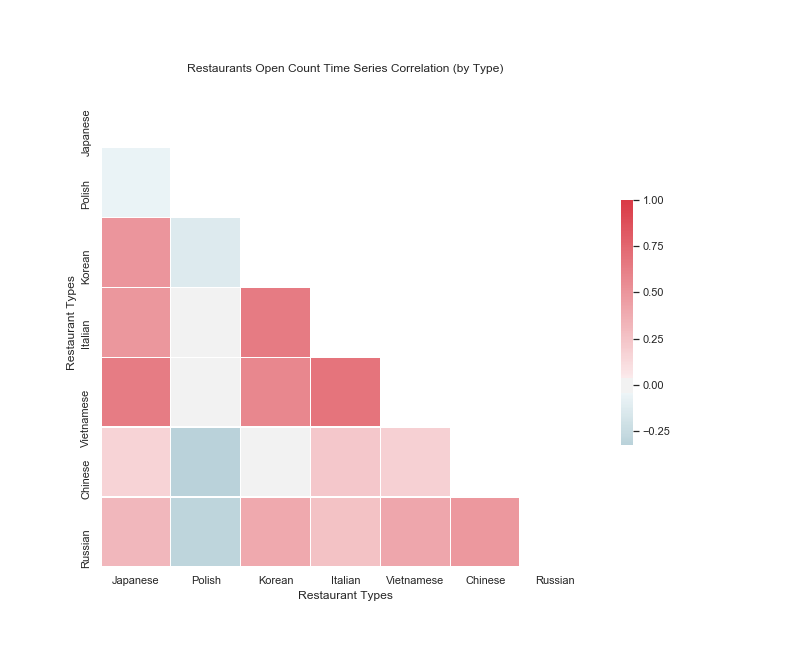 Restaurants Open Count Time Series Correlation (by Type)
Restaurant Types
Japanese
Polish
Korean
Italian
Vietnamese
Chinese
Russian
Japanese Polish Korean Italian Vietnamese Chinese Russian
Restaurant Types
1.00
0.75
0.50
0.25
0.00
−0.25